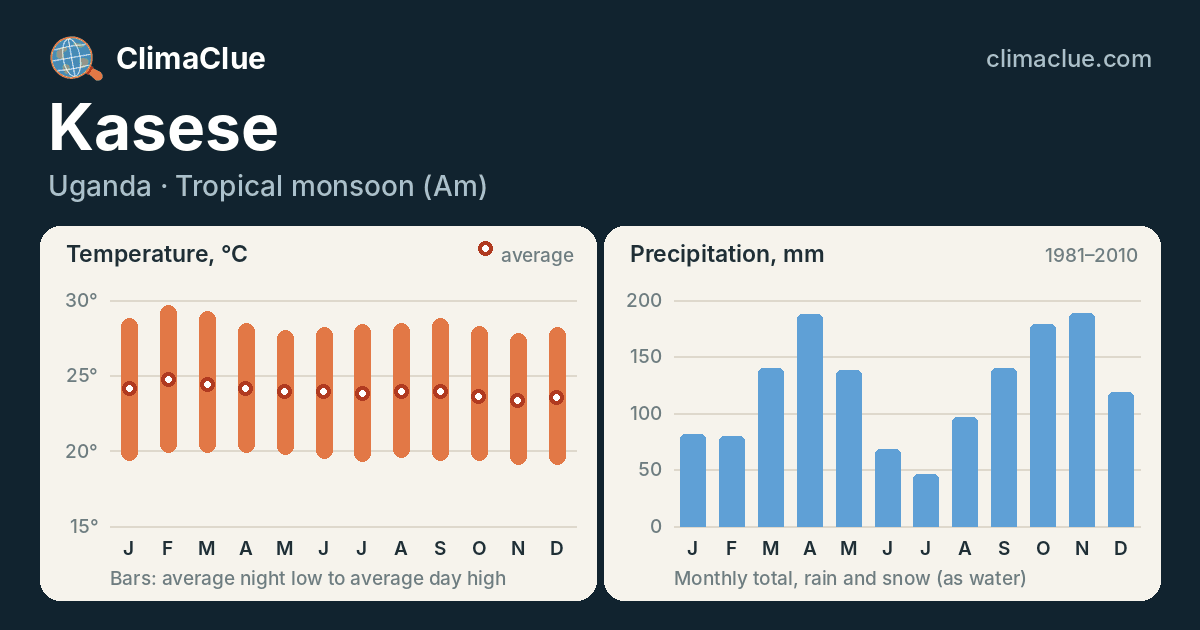 ClimaClue
climaclue.com
Kasese
Uganda · Tropical monsoon (Am)
Temperature, °C
average
30°
25°
20°
15°
J F M A M J J A S O N D
Bars: average night low to average day high
Precipitation, mm
1981–2010
200
150
100
50
0
J F M A M J J A S O N D
Monthly total, rain and snow (as water)